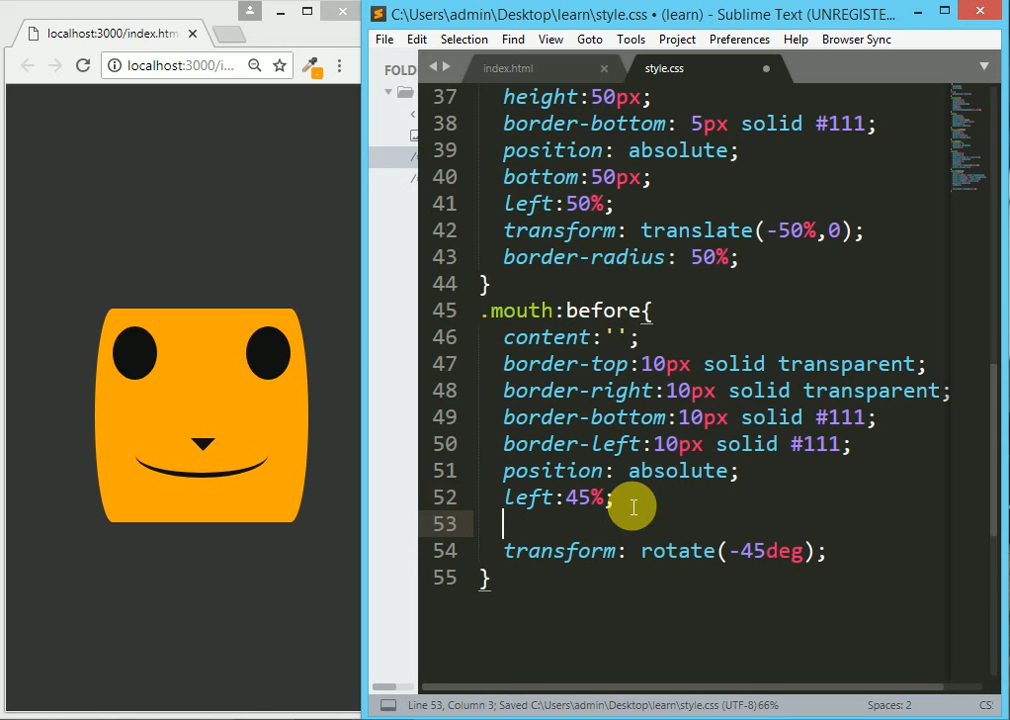 localhost:3000/index.htm
localhost:3000/i...
C:\Users\admin\Desktop\learn\style.css • (learn) - Sublime Text (UNREGISTE...
File Edit Selection Find View Goto Tools Project Preferences Help Browser Sync
FOLD
index.html
style.css
37 height:50px;
38 border-bottom: 5px solid #111;
39 position: absolute;
40 bottom:50px;
41 left:50%;
42 transform: translate(-50%,0);
43 border-radius: 50%;
44 }
45 .mouth:before{
46 content:'';
47 border-top:10px solid transparent;
48 border-right:10px solid transparent;
49 border-bottom:10px solid #111;
50 border-left:10px solid #111;
51 position: absolute;
52 left:45%;
53
54 transform: rotate(-45deg);
55 }
Line 53, Column 3; Saved C:\Users\admin\Desktop\learn\style.css (UTF-8)66%
Spaces: 2
CS: